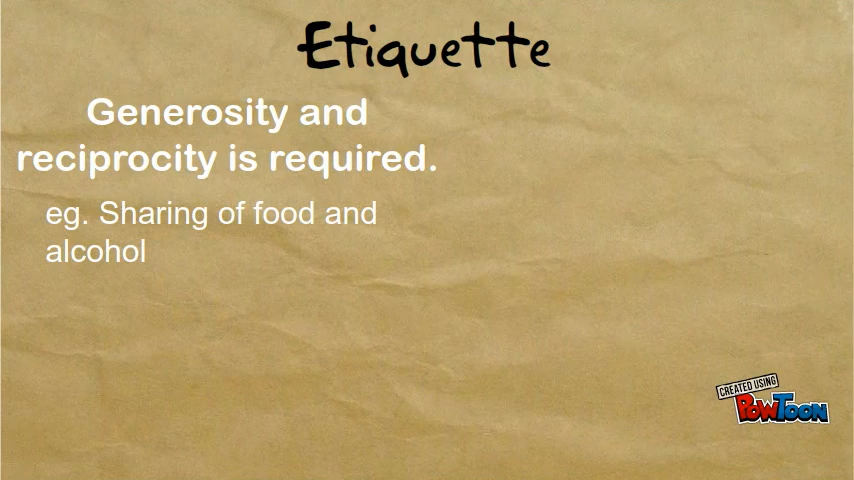 Etiquette
Generosity and
reciprocity is required.
eg. Sharing of food and
alcohol
CREATED USING
POWTOON